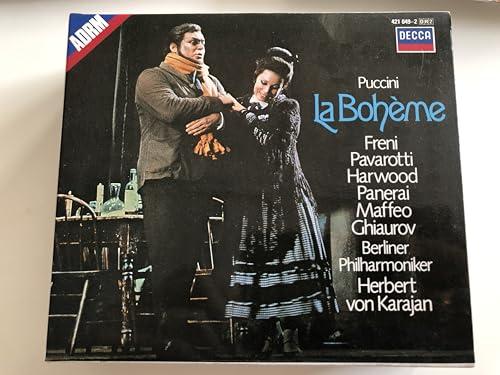 ADRM
421 049-2 DH2
DECCA
Puccini
La Bohème
Freni
Pavarotti
Harwood
Panerai
Maffeo
Ghiaurov
Berliner
Philharmoniker
Herbert
von Karajan